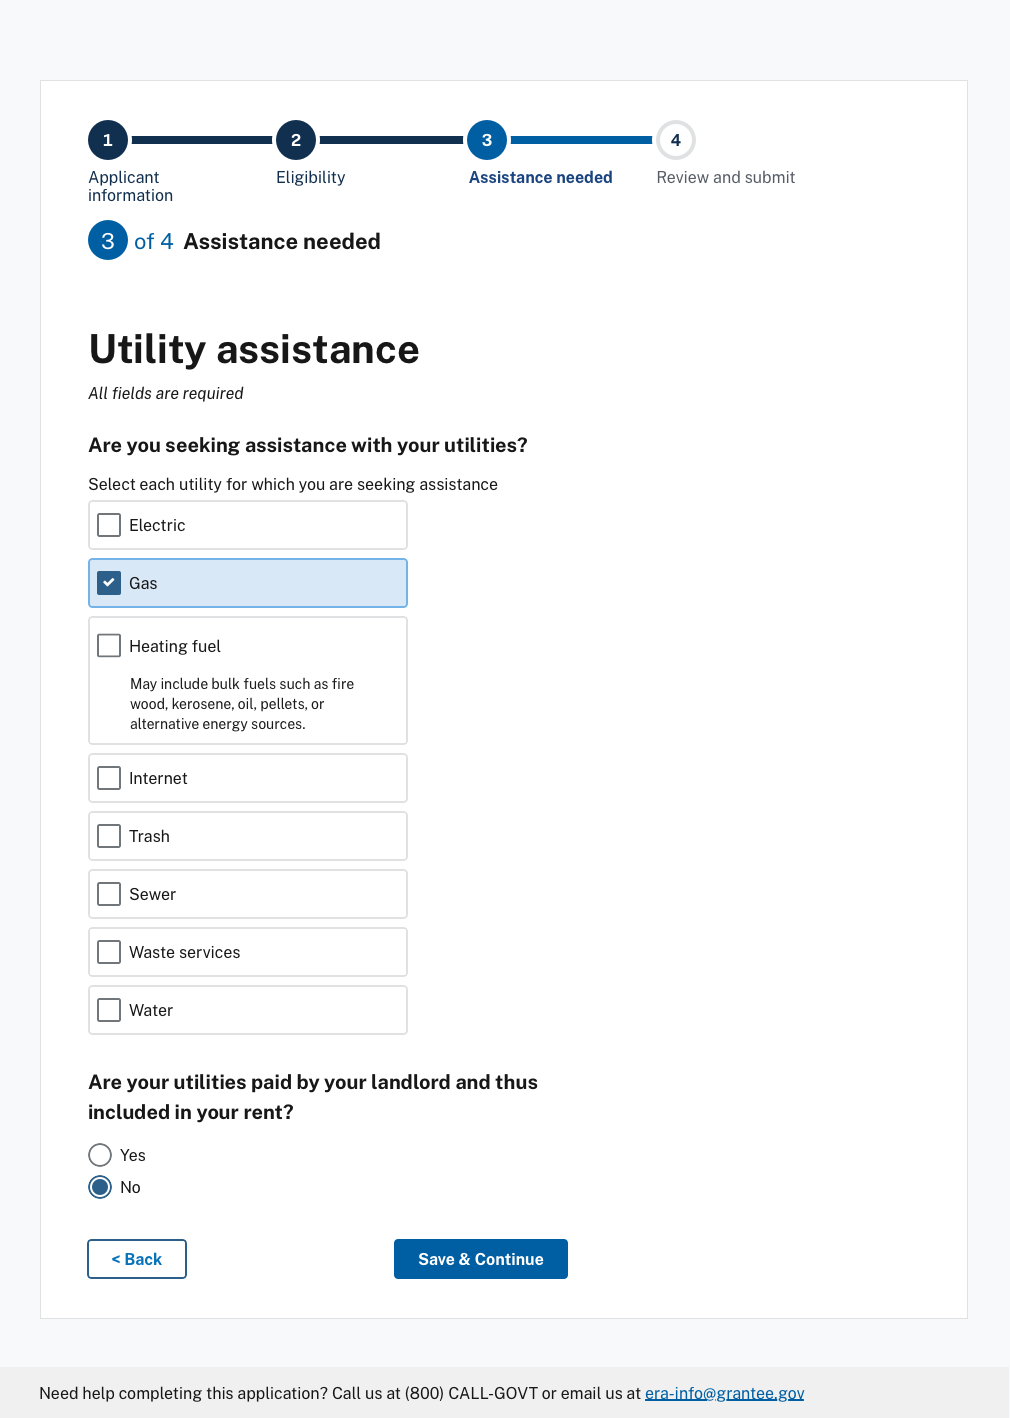 1
2
3
4
Applicant
information
Eligibility
Assistance needed
Review and submit
3 of 4 Assistance needed
Utility assistance
All fields are required
Are you seeking assistance with your utilities?
Select each utility for which you are seeking assistance
Electric
Gas
Heating fuel
May include bulk fuels such as fire
wood, kerosene, oil, pellets, or
alternative energy sources.
Internet
Trash
Sewer
Waste services
Water
Are your utilities paid by your landlord and thus
included in your rent?
Yes
No
< Back
Save & Continue
Need help completing this application? Call us at (800) CALL-GOVT or email us at era-info@grantee.gov